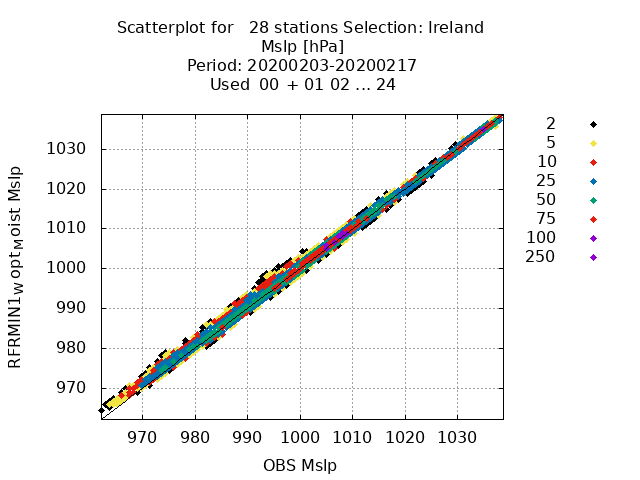 Scatterplot for   28 stations Selection: Ireland
Mslp [hPa]
Period: 20200203-20200217
Used  00 + 01 02 ... 24
2
5
10
25
50
75
100
250
RFRMIN1W optMoist Mslp
1030
1020
1010
1000
990
980
970
970 980 990 1000 1010 1020 1030
OBS Mslp